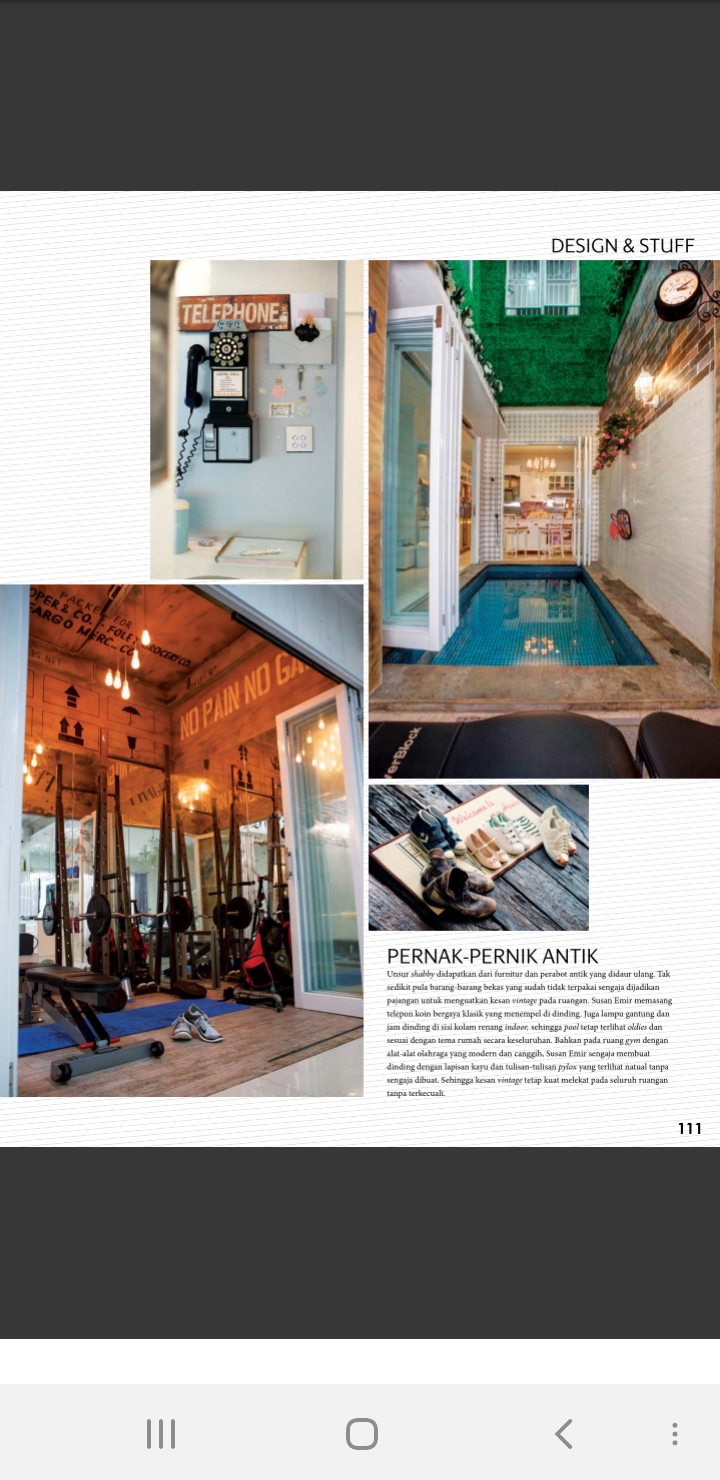 DESIGN & STUFF
TELEPHONE
PACKED FOR
OPER & CO. - FOLEY GROCERY CO.
FARGO MERC-CO
NO PAIN NO GA
erBlock
Welcome to
PERNAK-PERNIK ANTIK
Unsur shabby didapatkan dari furnitur dan perabot antik yang didaur ulang. Tak
sedikit pula barang-barang bekas yang sudah tidak terpakai sengaja dijadikan
pajangan untuk menguatkan kesan vintage pada ruangan. Susan Emir memasang
telepon koin bergaya klasik yang menempel di dinding. Juga lampu gantung dan
jam dinding di sisi kolam renang indoor, sehingga pool tetap terlihat oldies dan
sesuai dengan tema rumah secara keseluruhan. Bahkan pada ruang gym dengan
alat-alat olahraga yang modern dan canggih, Susan Emir sengaja membuat
dinding dengan lapisan kayu dan tulisan-tulisan pylox yang terlihat natual tanpa
sengaja dibuat. Sehingga kesan vintage tetap kuat melekat pada seluruh ruangan
tanpa terkecuali.
111